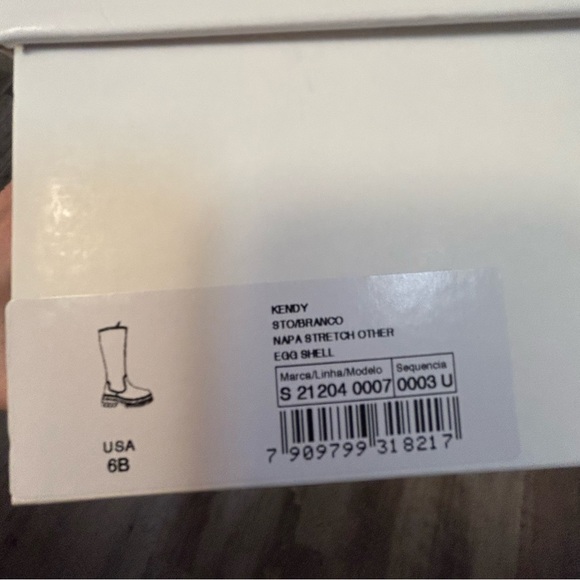 KENDY
STO/BRANCO
NAPA STRETCH OTHER
EGG SHELL
Marca/Linha/Modelo Sequencia
S 21204 0007 0003 U
7 909799 318217
USA
6B